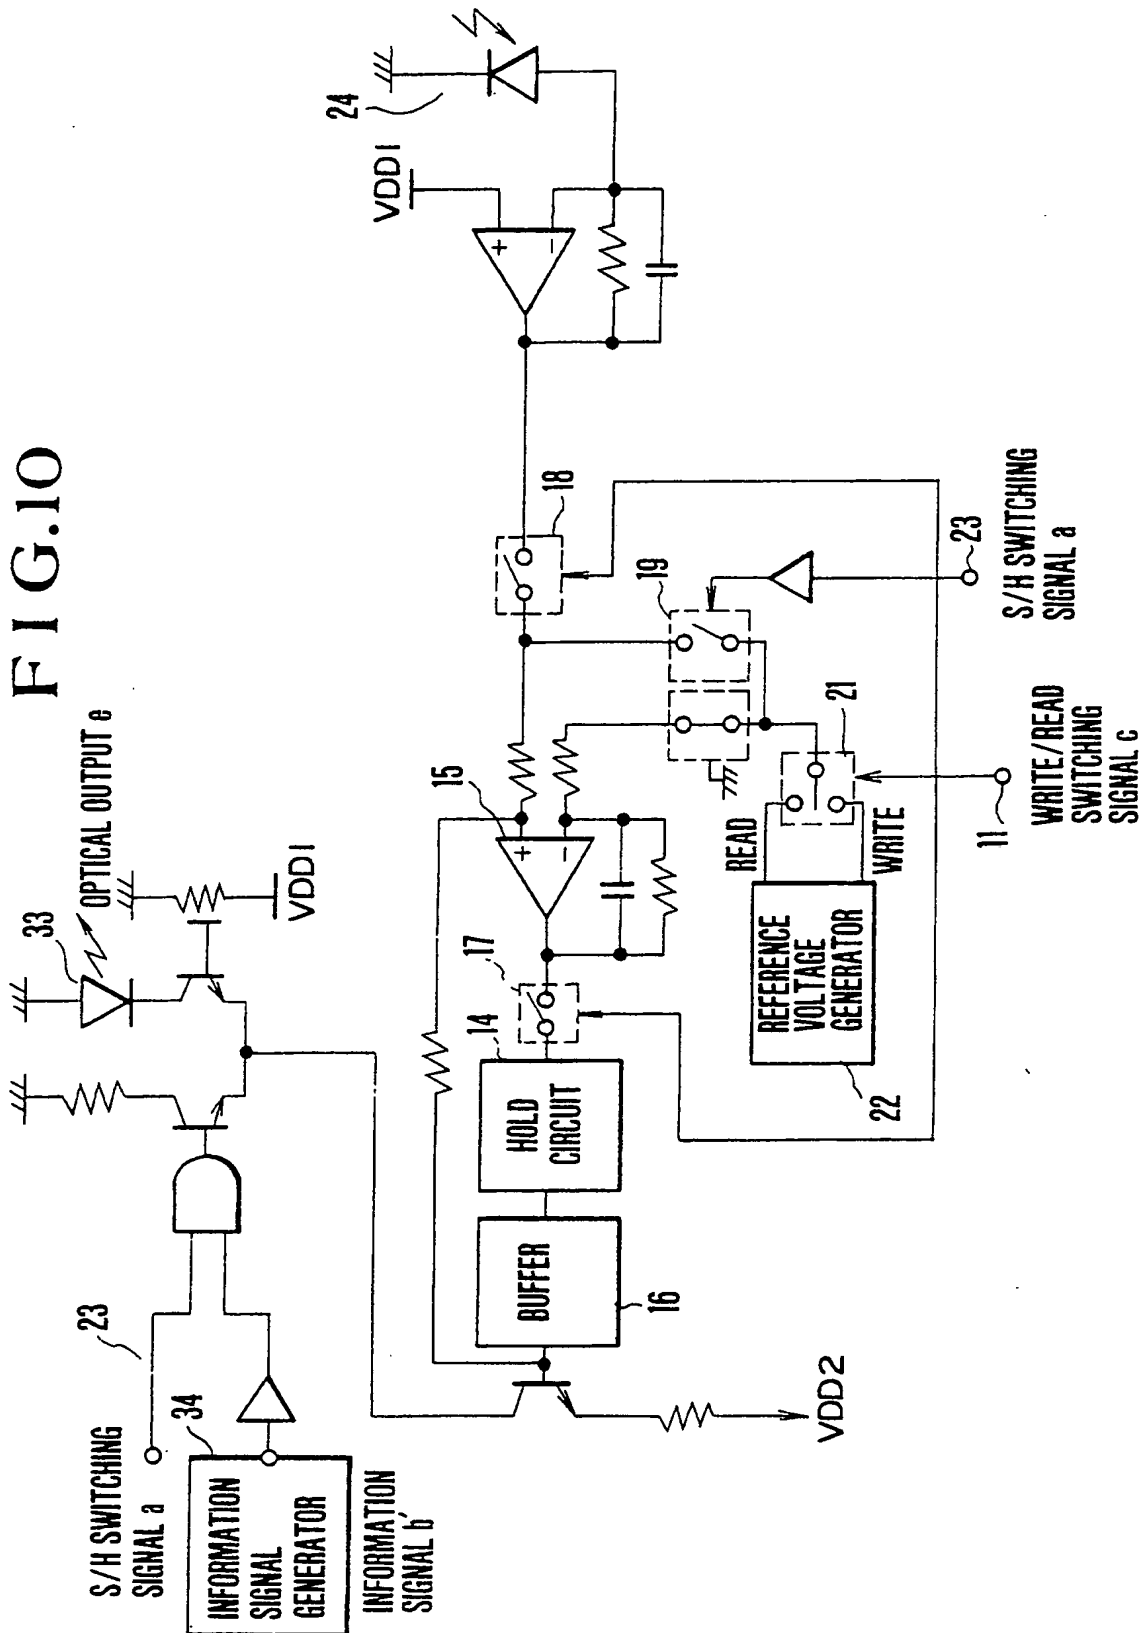 FIG.10
S/H SWITCHING
SIGNAL a
23
34
INFORMATION
SIGNAL
GENERATOR
INFORMATION
SIGNAL b'
33
OPTICAL OUTPUT e
VDD1
VDD1
24
+
−
18
19
23
S/H SWITCHING
SIGNAL a
15
+
−
17
14
HOLD
CIRCUIT
BUFFER
16
VDD2
21
READ
WRITE
REFERENCE
VOLTAGE
GENERATOR
22
11
WRITE/READ
SWITCHING
SIGNAL c